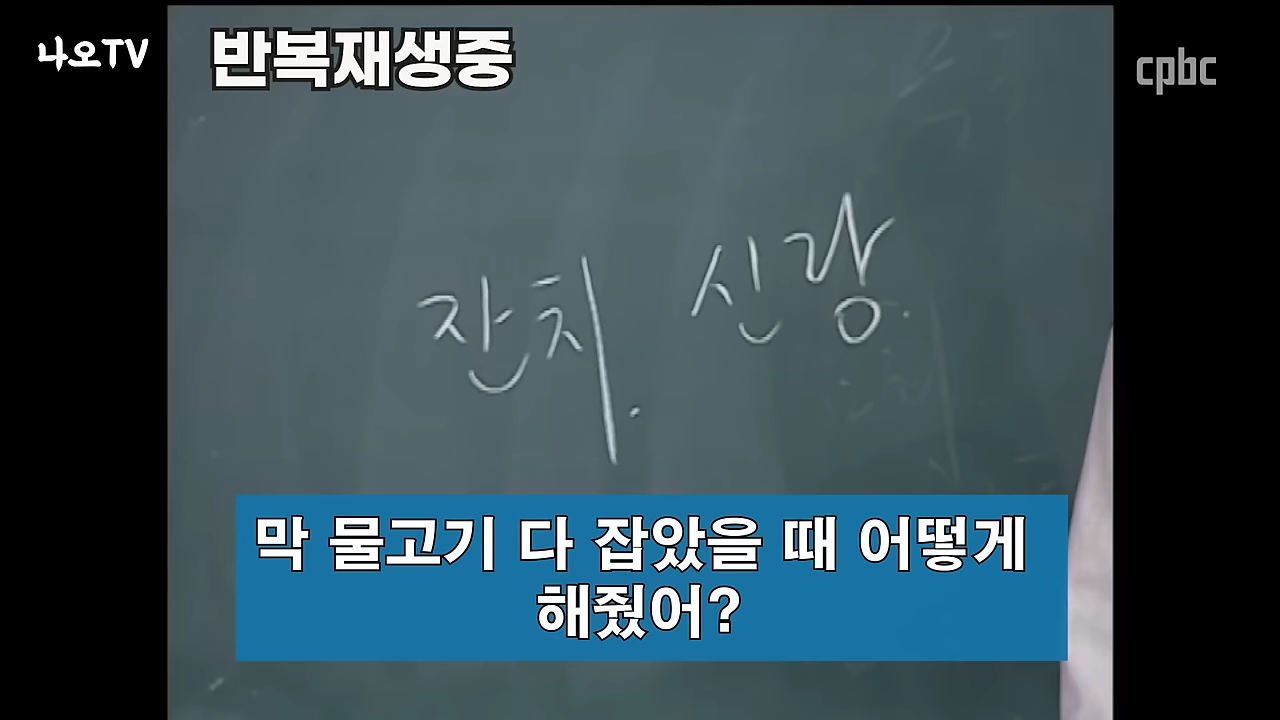 나오TV
반복재생중
cpbc
잔치. 신랑.
막 물고기 다 잡았을 때 어떻게
해줬어?